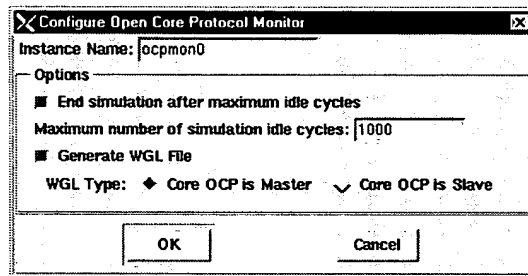 Configure Open Core Protocol Monitor
Instance Name: ocpmon0
Options
End simulation after maximum idle cycles
Maximum number of simulation idle cycles: 1000
Generate WGL File
WGL Type: Core OCP is Master Core OCP is Slave
OK Cancel